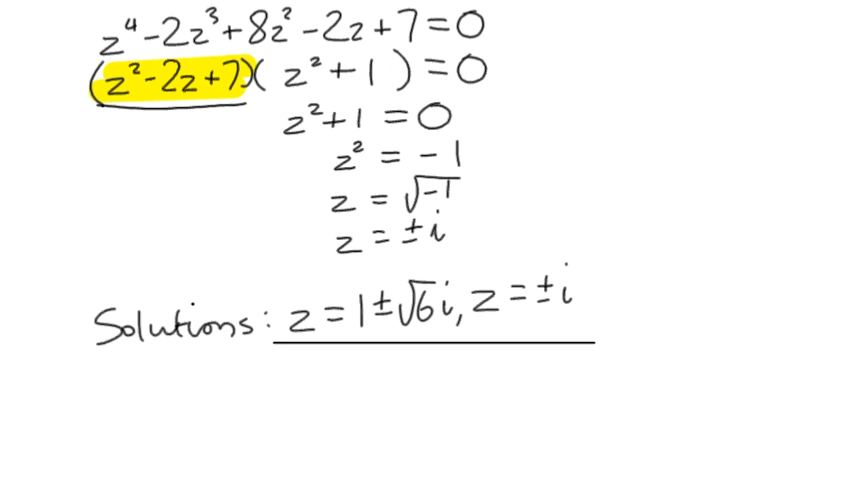 z⁴-2z³+8z²-2z+7=0
(z²-2z+7)(z²+1)=0
z²+1=0
z²=-1
z=√-1
z=±i
Solutions: z=1±√6i, z=±i